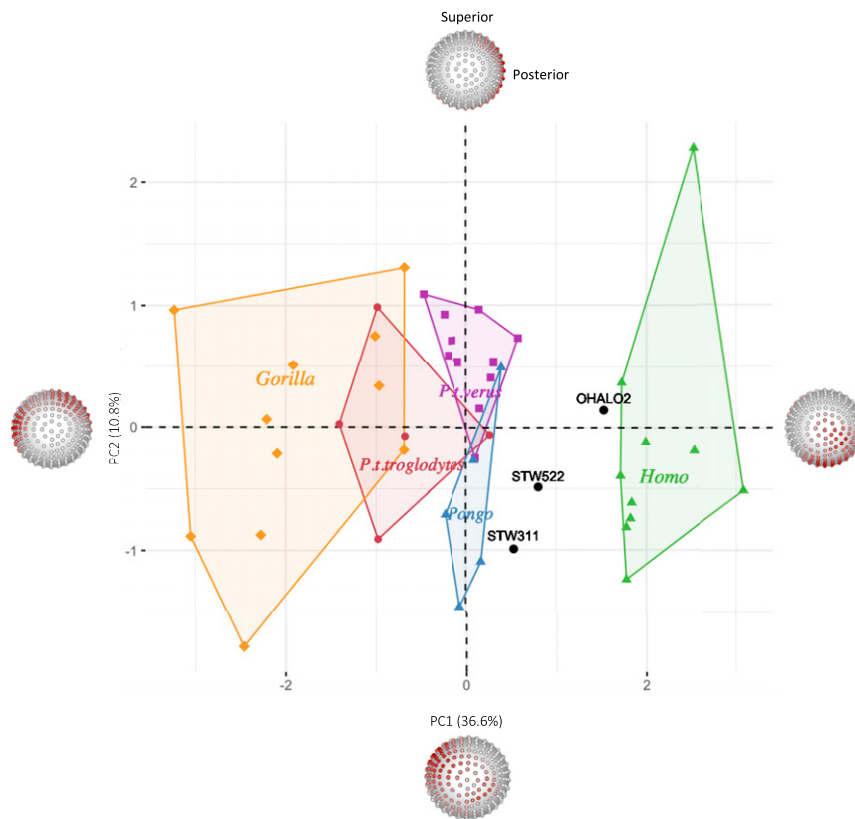 Superior
Posterior
2
1
0
-1
PC2 (10.8%)
Gorilla
P.t.verus
P.t.troglodytes
Pongo
Homo
OHALO2
STW522
STW311
-2
0
2
PC1 (36.6%)